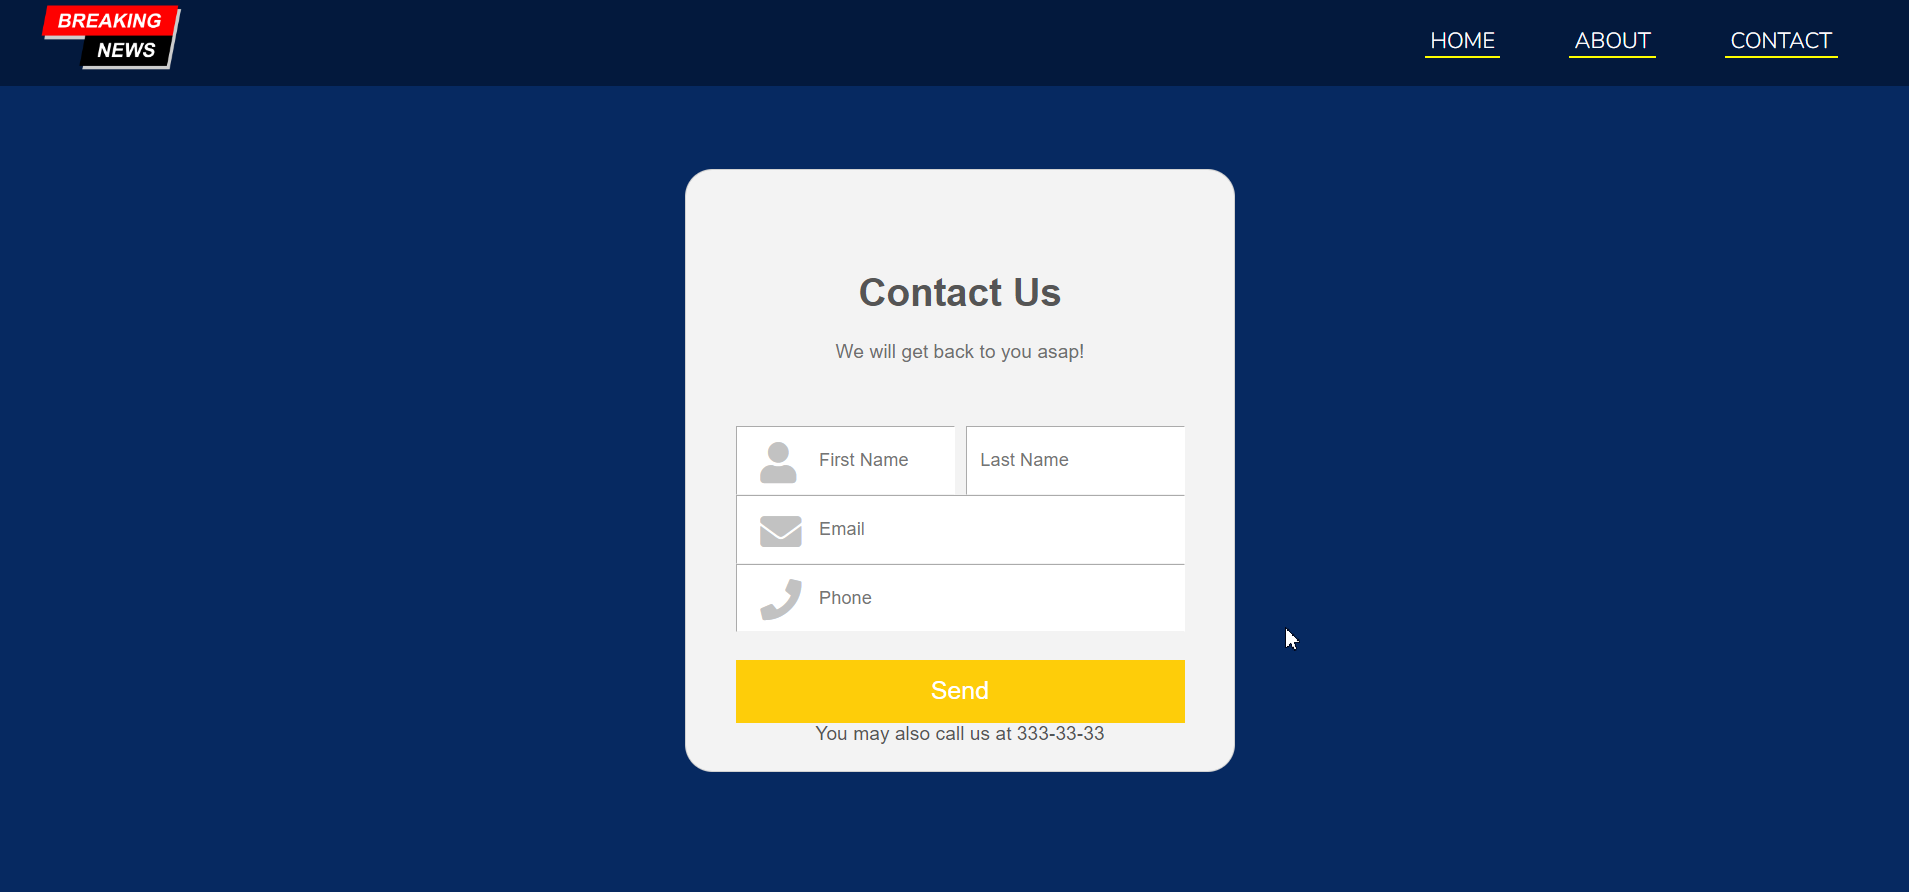 BREAKING
NEWS
HOME ABOUT CONTACT
Contact Us
We will get back to you asap!
First Name Last Name
Email
Phone
Send
You may also call us at 333-33-33